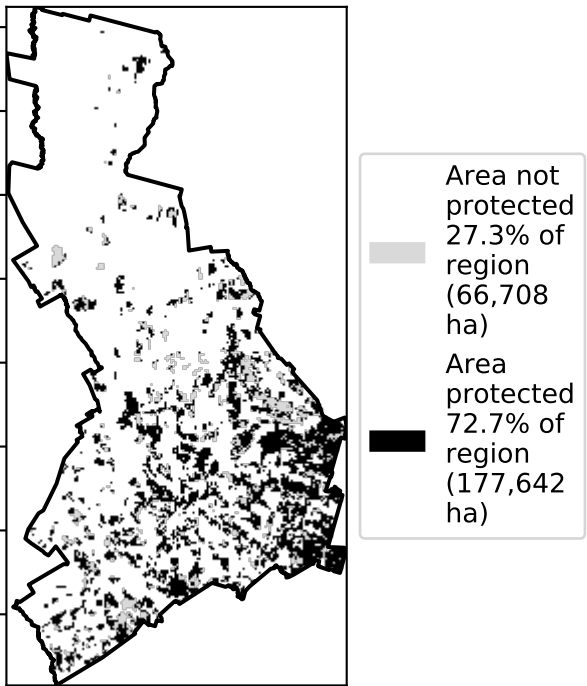 Area not
protected
27.3% of
region
(66,708
ha)
Area
protected
72.7% of
region
(177,642
ha)